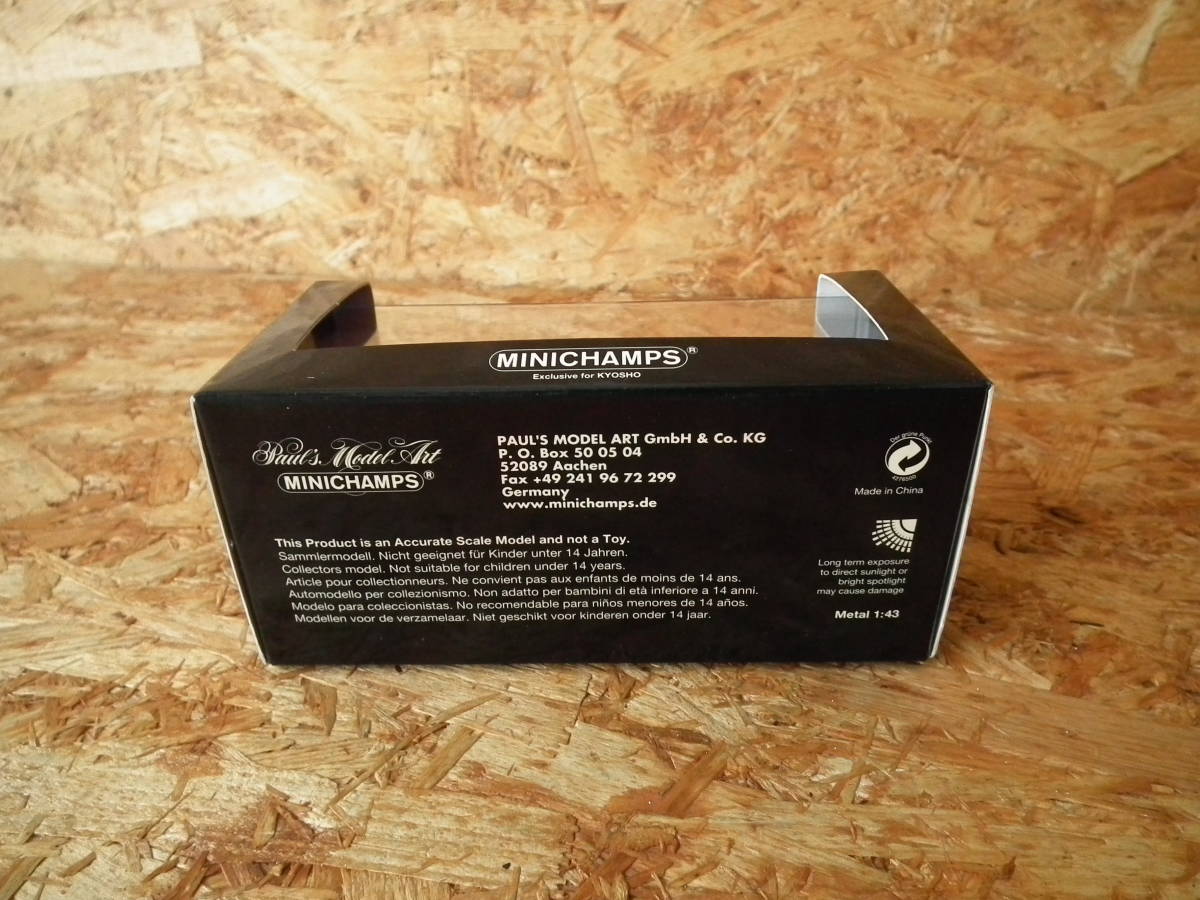 MINICHAMPS®
Exclusive for KYOSHO
Paul's Model Art
MINICHAMPS®
PAUL'S MODEL ART GmbH & Co. KG
P. O. Box 50 05 04
52089 Aachen
Fax +49 241 96 72 299
Germany
www.minichamps.de
Der grüne Punkt
4276500
Made in China
This Product is an Accurate Scale Model and not a Toy.
Sammlermodell. Nicht geeignet für Kinder unter 14 Jahren.
Collectors model. Not suitable for children under 14 years.
Article pour collectionneurs. Ne convient pas aux enfants de moins de 14 ans.
Automodello per collezionismo. Non adatto per bambini di età inferiore a 14 anni.
Modelo para coleccionistas. No recomendable para niños menores de 14 años.
Modellen voor de verzamelaar. Niet geschikt voor kinderen onder 14 jaar.
Long term exposure
to direct sunlight or
bright spotlight
may cause damage
Metal 1:43